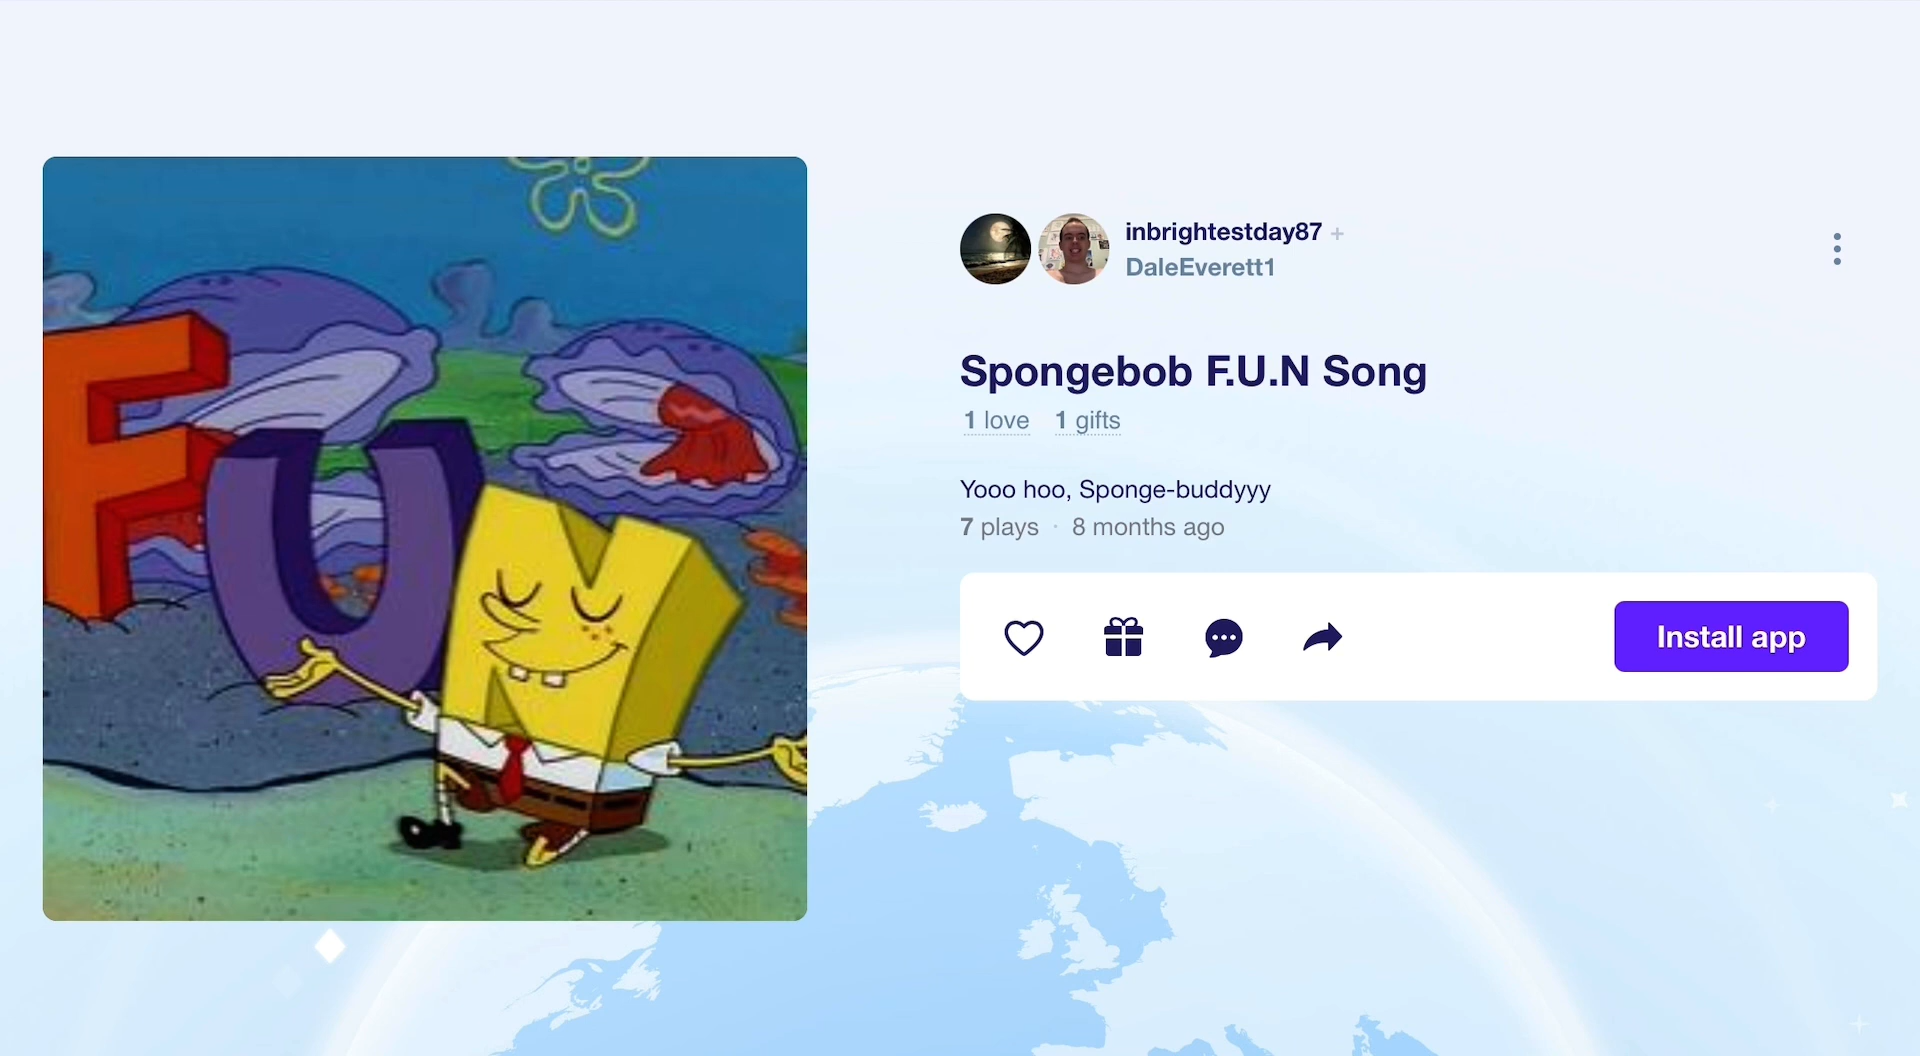 FUN
inbrightestday87 +
DaleEverett1
Spongebob F.U.N Song
1 love 1 gifts
Yooo hoo, Sponge-buddyyy
7 plays · 8 months ago
Install app